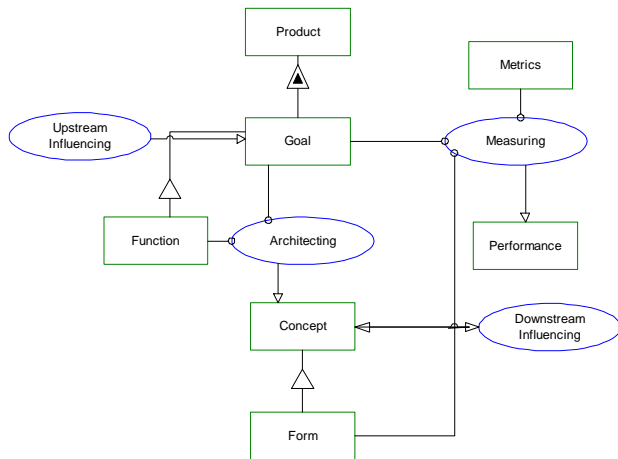 Product
Metrics
Upstream
Influencing
Goal
Measuring
Function
Architecting
Performance
Concept
Downstream
Influencing
Form